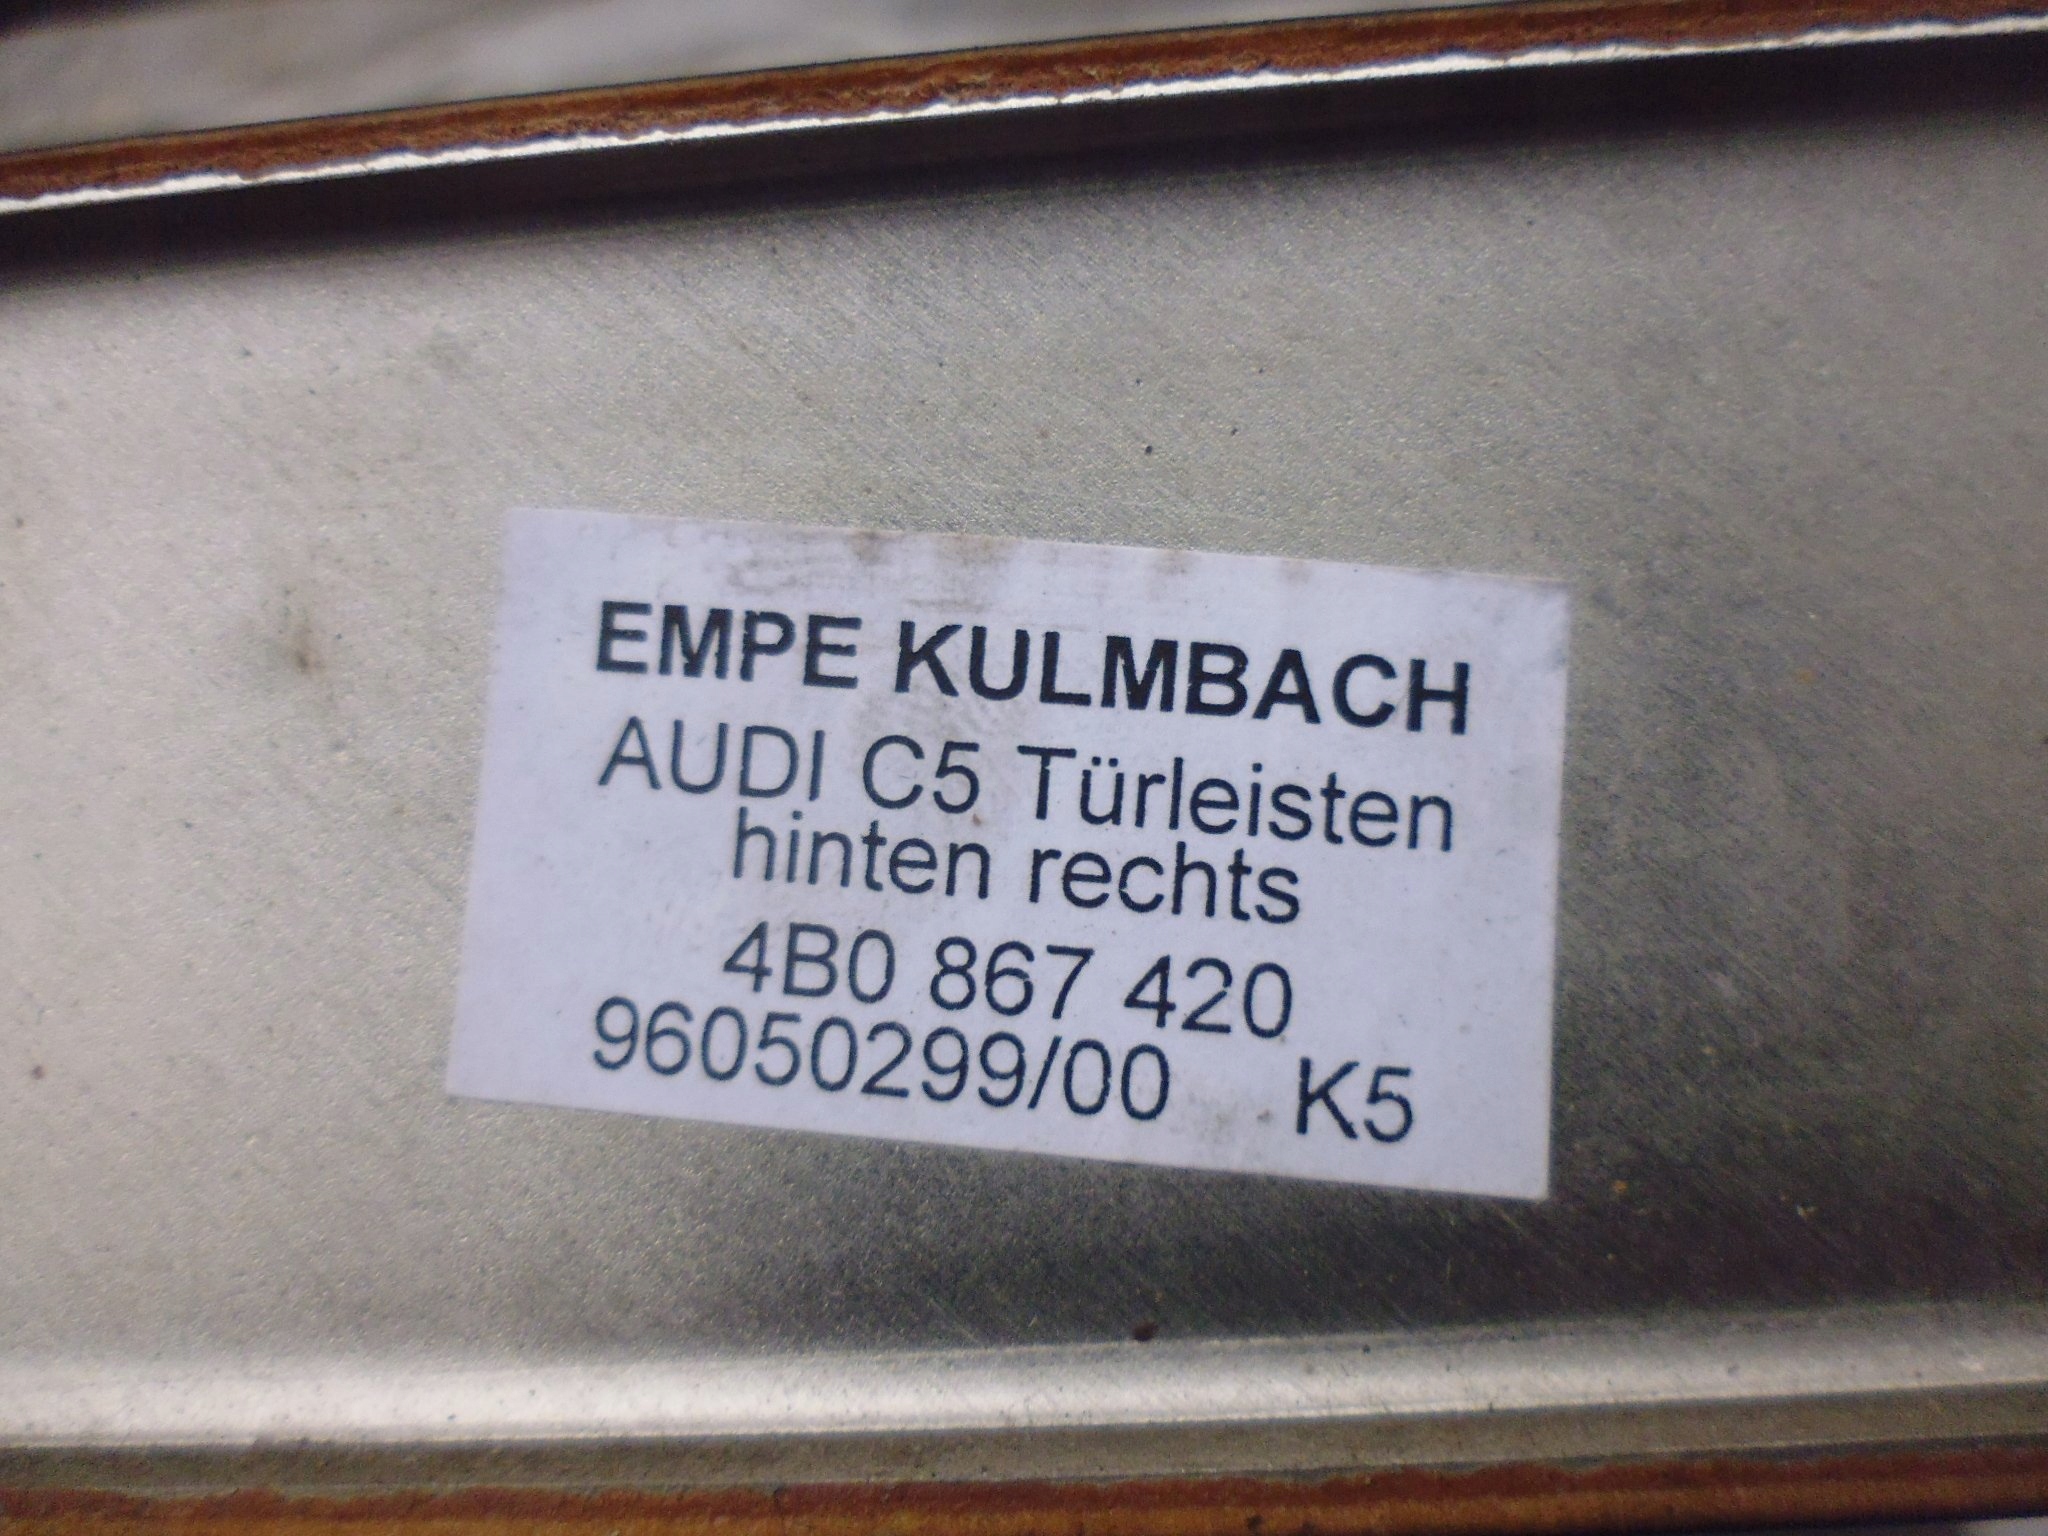 EMPE KULMBACH
AUDI C5 Türleisten
hinten rechts
4B0 867 420
96050299/00 K5